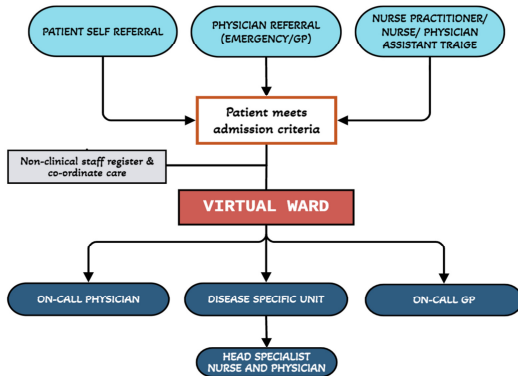 PATIENT SELF REFERRAL
PHYSICIAN REFERRAL
(EMERGENCY/GP)
NURSE PRACTITIONER/
NURSE/ PHYSICIAN
ASSISTANT TRAIGE
Patient meets
admission criteria
Non-clinical staff register &
co-ordinate care
VIRTUAL WARD
ON-CALL PHYSICIAN
DISEASE SPECIFIC UNIT
ON-CALL GP
HEAD SPECIALIST
NURSE AND PHYSICIAN